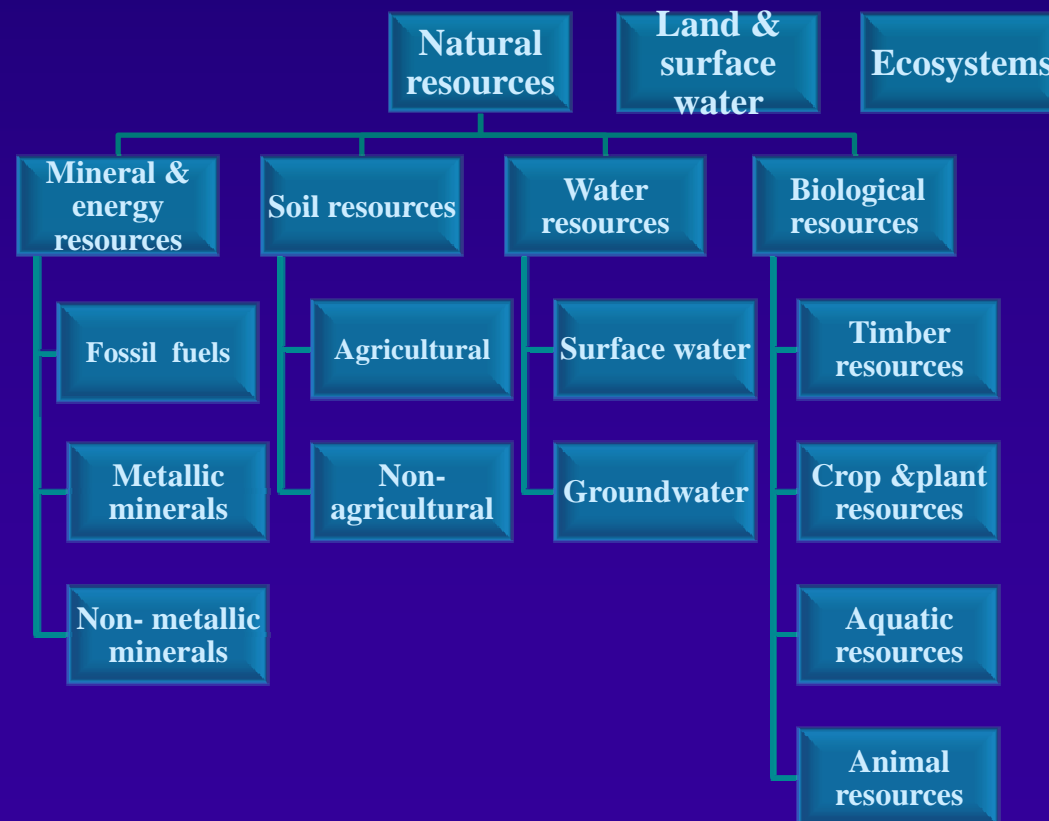 Natural
resources
Land &
surface
water
Ecosystems
Mineral &
energy
resources
Soil resources
Water
resources
Biological
resources
Fossil fuels
Agricultural
Surface water
Timber
resources
Metallic
minerals
Non-
agricultural
Groundwater
Crop &plant
resources
Non- metallic
minerals
Aquatic
resources
Animal
resources